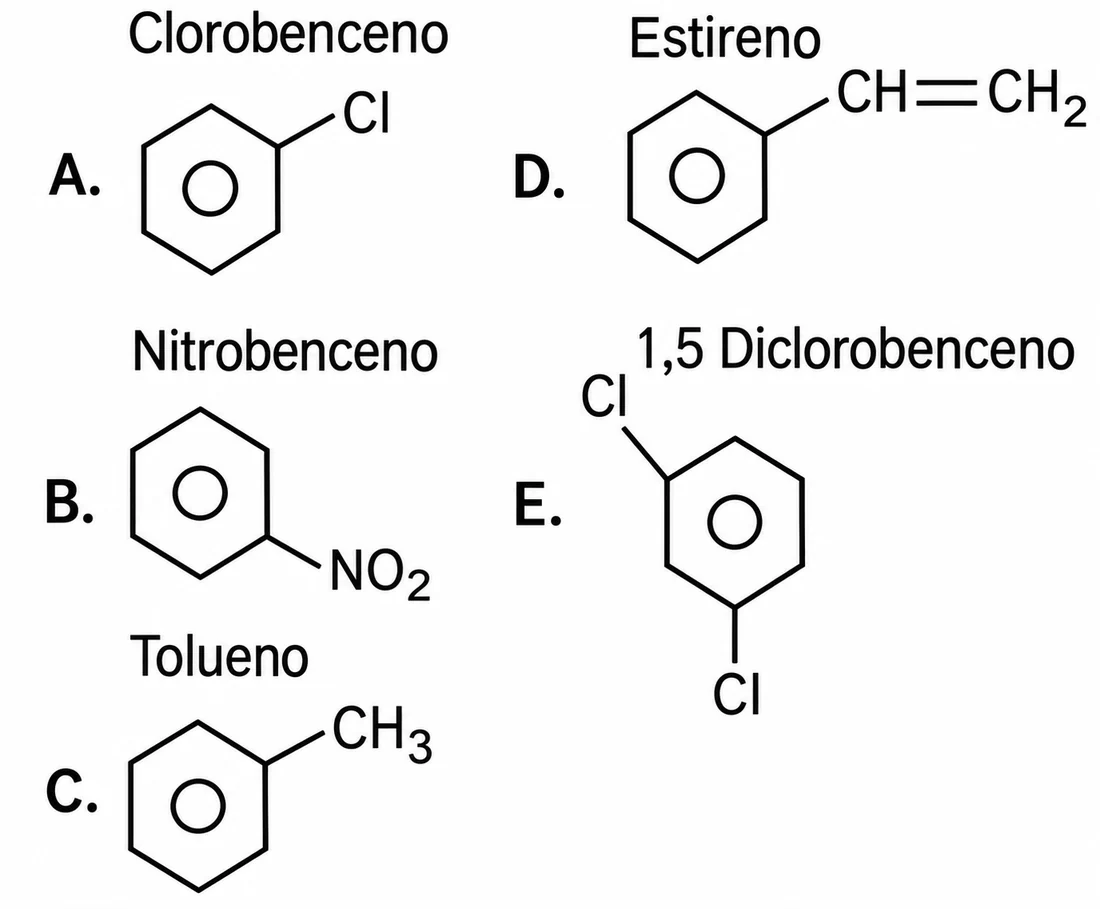 Clorobenceno
A.
Cl
Nitrobenceno
B.
NO2
Tolueno
C.
CH3
Estireno
D.
CH=CH2
1,5 Diclorobenceno
Cl
E.
Cl